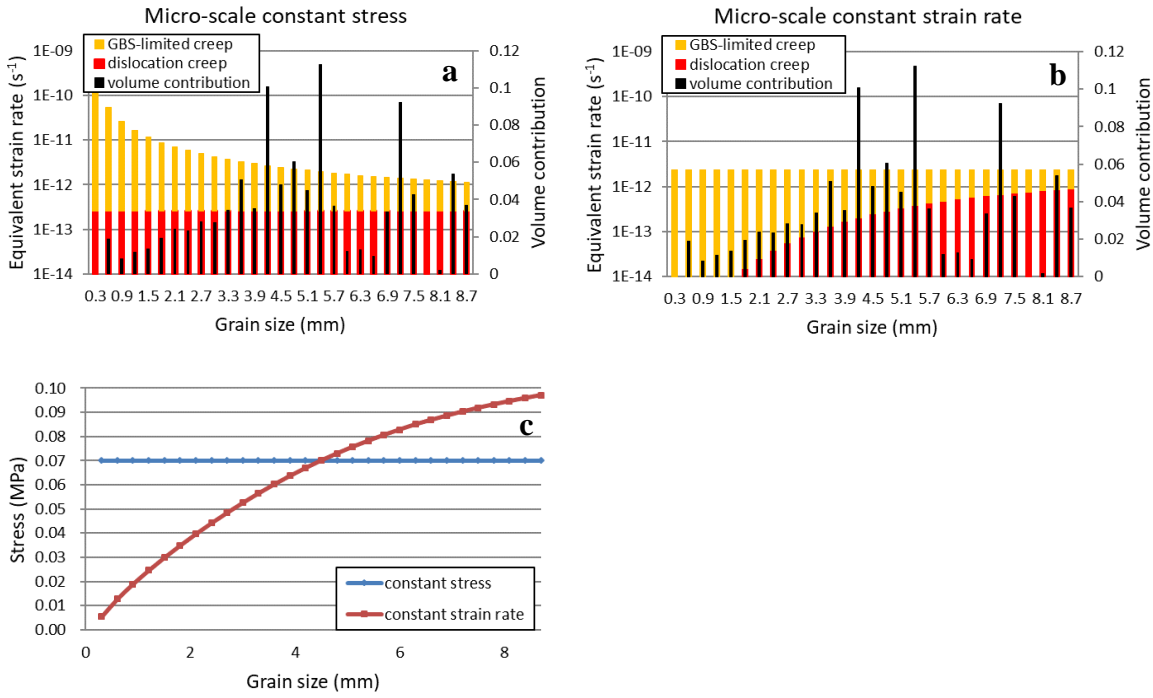 Micro-scale constant stress
GBS-limited creep
dislocation creep
volume contribution
a
Equivalent strain rate (s⁻¹)
1E-09
1E-10
1E-11
1E-12
1E-13
1E-14
0.12
0.1
0.08
0.06
0.04
0.02
0
Volume contribution
0.3 0.9 1.5 2.1 2.7 3.3 3.9 4.5 5.1 5.7 6.3 6.9 7.5 8.1 8.7
Grain size (mm)
Micro-scale constant strain rate
GBS-limited creep
dislocation creep
volume contribution
b
Equivalent strain rate (s⁻¹)
1E-09
1E-10
1E-11
1E-12
1E-13
1E-14
0.12
0.1
0.08
0.06
0.04
0.02
0
Volume contribution
0.3 0.9 1.5 2.1 2.7 3.3 3.9 4.5 5.1 5.7 6.3 6.9 7.5 8.1 8.7
Grain size (mm)
c
Stress (MPa)
0.10
0.09
0.08
0.07
0.06
0.05
0.04
0.03
0.02
0.01
0.00
constant stress
constant strain rate
0 2 4 6 8
Grain size (mm)